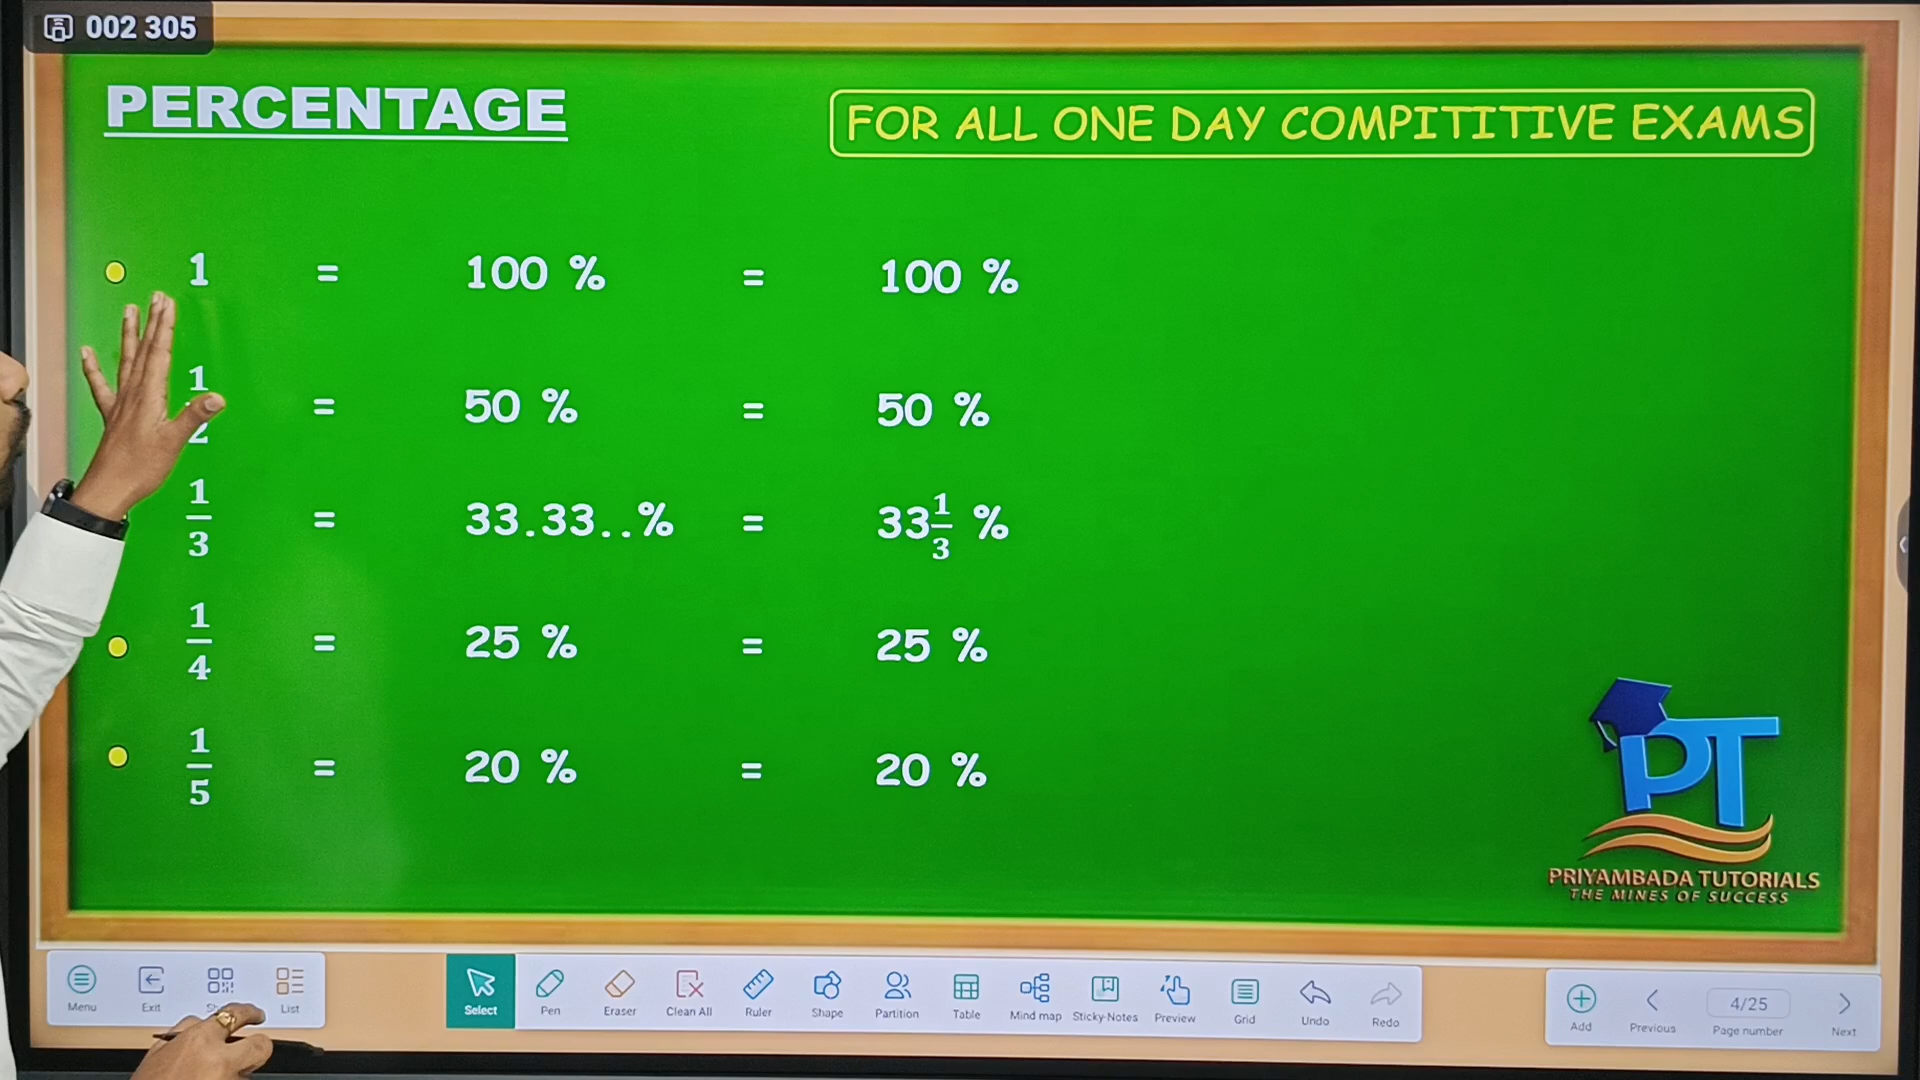 002 305
PERCENTAGE
FOR ALL ONE DAY COMPITITIVE EXAMS
1 = 100 % = 100 %
1/2 = 50 % = 50 %
1/3 = 33.33..% = 33 1/3 %
1/4 = 25 % = 25 %
1/5 = 20 % = 20 %
PT
PRIYAMBADA TUTORIALS
THE MINES OF SUCCESS
Menu Exit List Select Pen Eraser Clean All Ruler Shape Partition Table Mind map Sticky Notes Preview Grid Undo Redo Add Previous 4/25 Page number Next